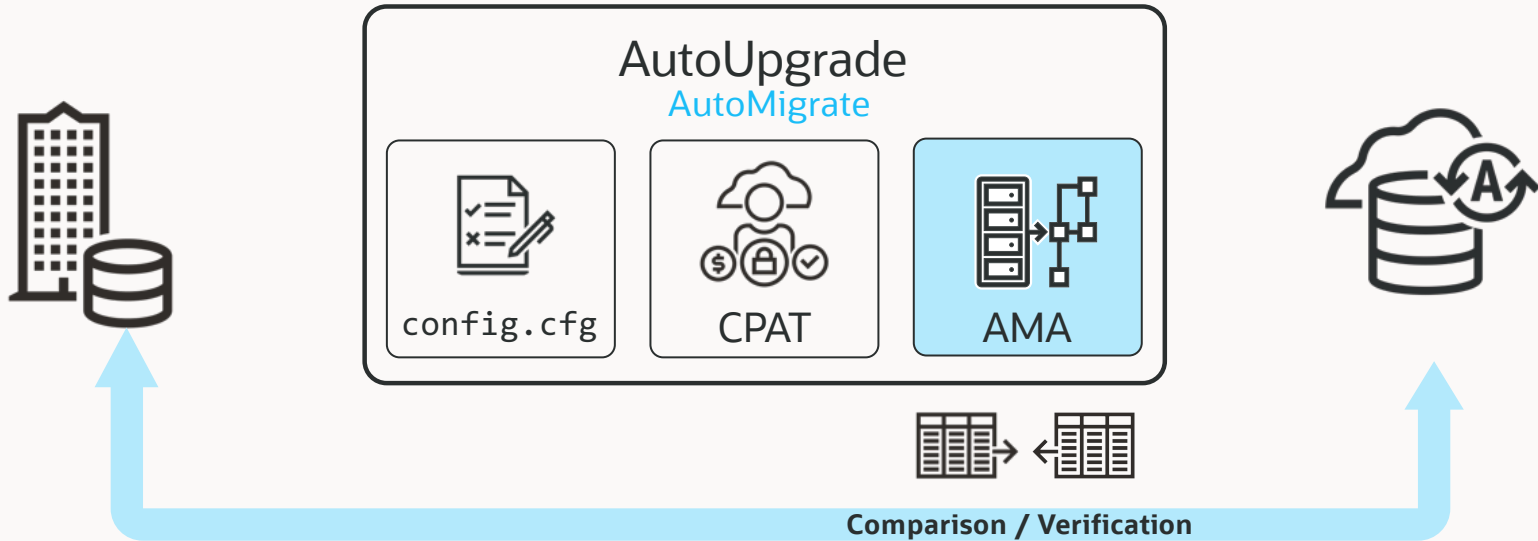 AutoUpgrade
AutoMigrate
config.cfg
CPAT
AMA
$
A
Comparison / Verification